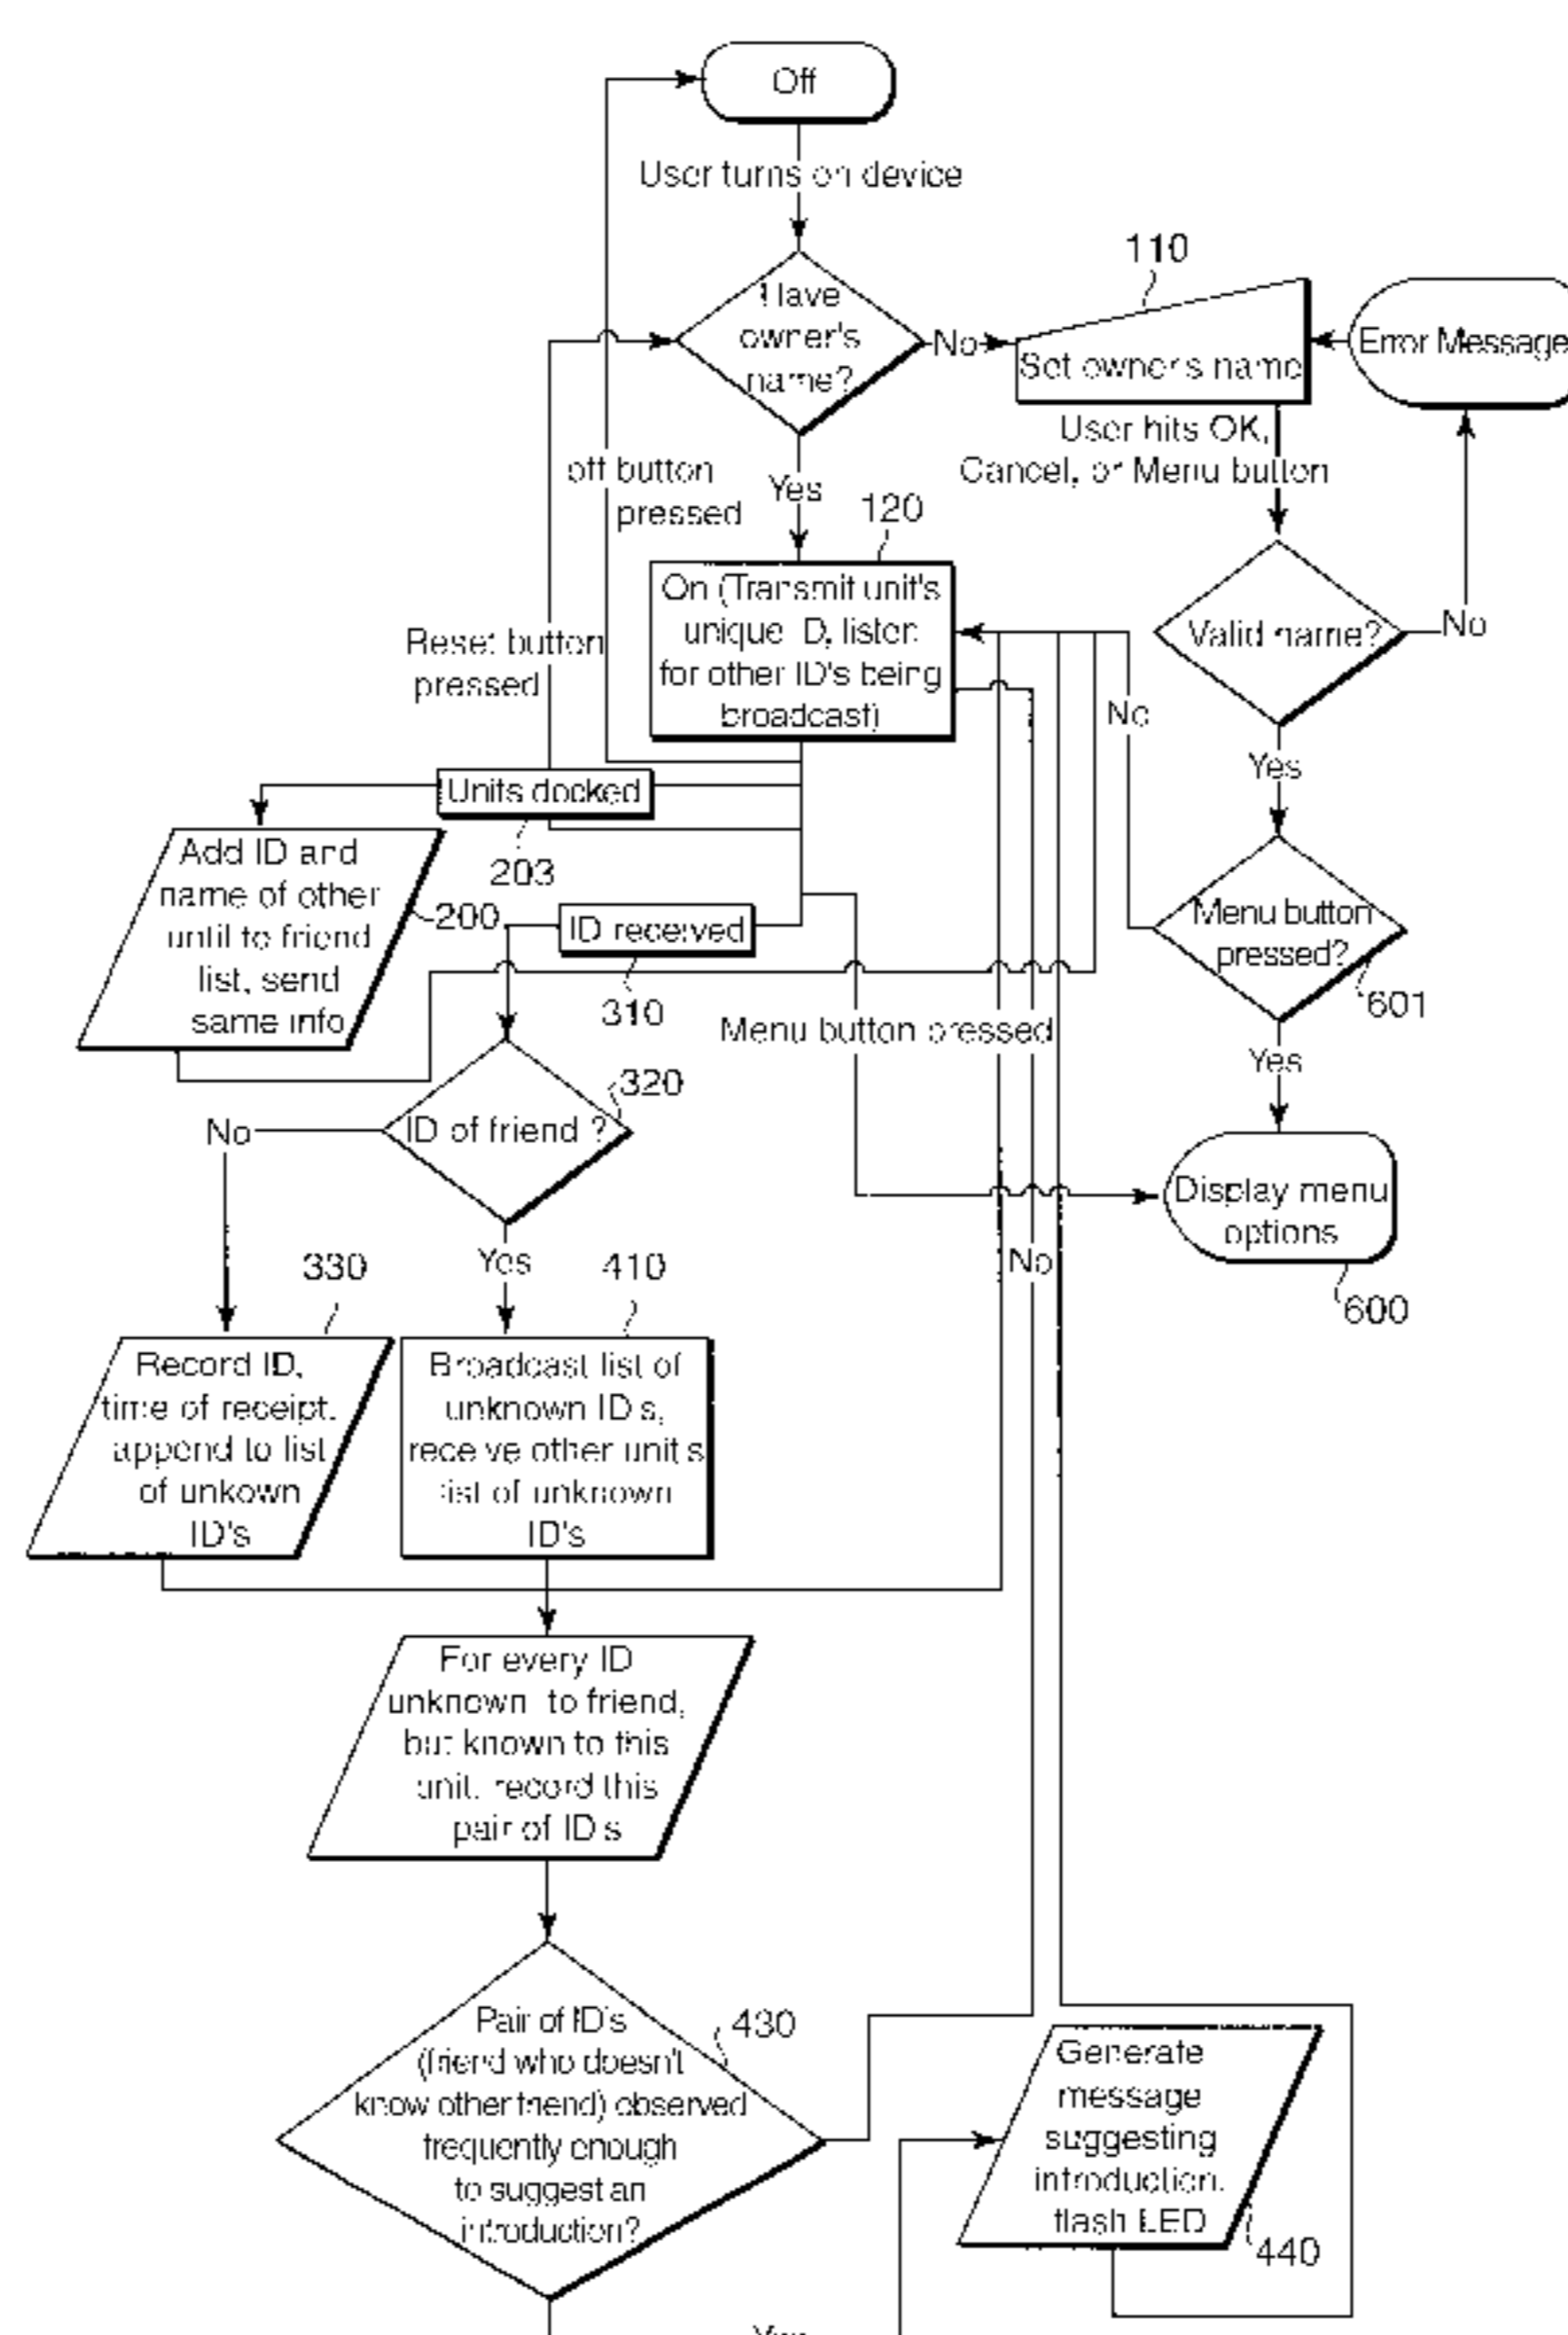 Off
User turns on device
110
Have
owner's
name?
No
Set owner's name
Error Message
User hits OK,
Cancel, or Menu button
off button
pressed
Yes
120
On (Transmit unit's
unique ID, listen
for other ID's being
broadcast)
Valid name?
No
Reset button
pressed
No
Yes
Units docked
203
Add ID and
name of other
until to friend
list, send
same info
200
ID received
310
Menu button
pressed?
601
Menu button pressed
Yes
320
ID of friend ?
No
Display menu
options
600
Yes
No
330
410
Record ID,
time of receipt.
append to list
of unkown
ID's
Broadcast list of
unknown ID's,
receive other unit's
list of unknown
ID's
For every ID
unknown to friend,
but known to this
unit, record this
pair of ID's
Pair of ID's
(friend who doesn't
know other friend) observed
frequently enough
to suggest an
introduction?
430
Generate
message
suggesting
introduction.
flash LED
440